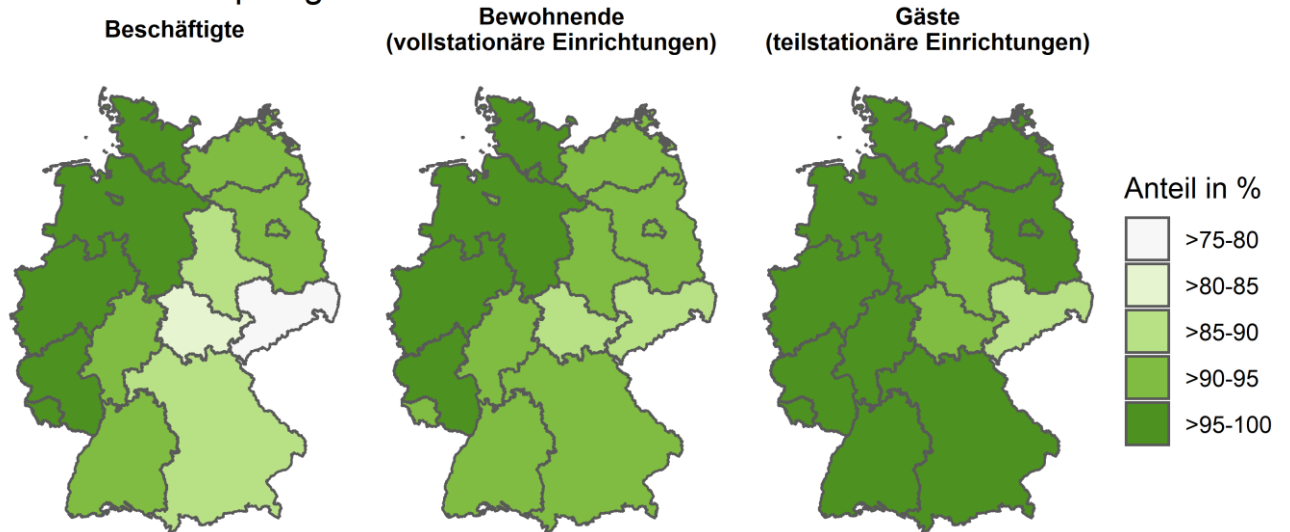 Beschäftigte
Bewohnende
(vollstationäre Einrichtungen)
Gäste
(teilstationäre Einrichtungen)
Anteil in %
>75-80
>80-85
>85-90
>90-95
>95-100